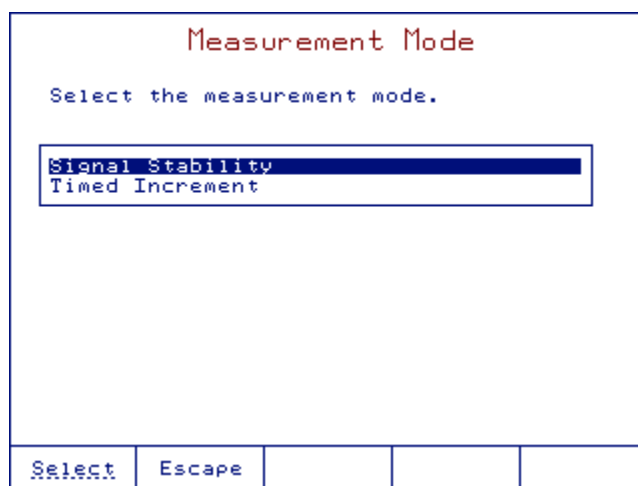 Measurement Mode
Select the measurement mode.
Signal Stability
Timed Increment
Select Escape